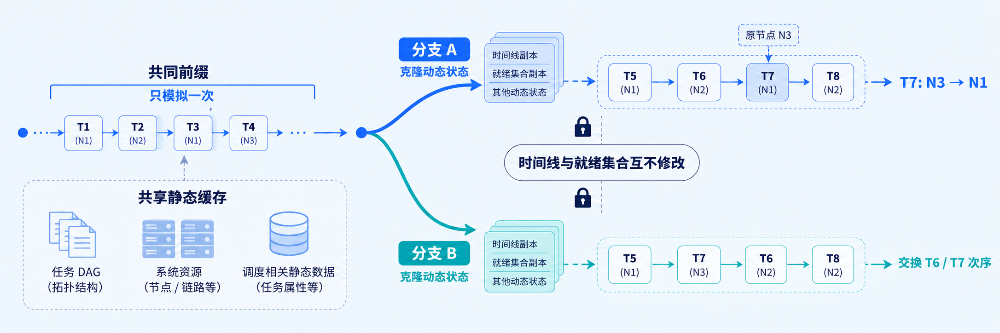 共同前缀
只模拟一次
T1
(N1)
T2
(N2)
T3
(N1)
T4
(N3)
共享静态缓存
任务 DAG
（拓扑结构）
系统资源
（节点 / 链路等）
调度相关静态数据
（任务属性等）
分支 A
克隆动态状态
时间线副本
就绪集合副本
其他动态状态
原节点 N3
T5
(N1)
T6
(N2)
T7
(N1)
T8
(N2)
T7: N3 → N1
时间线与就绪集合互不修改
分支 B
克隆动态状态
时间线副本
就绪集合副本
其他动态状态
T5
(N1)
T7
(N3)
T6
(N2)
T8
(N2)
交换 T6 / T7 次序